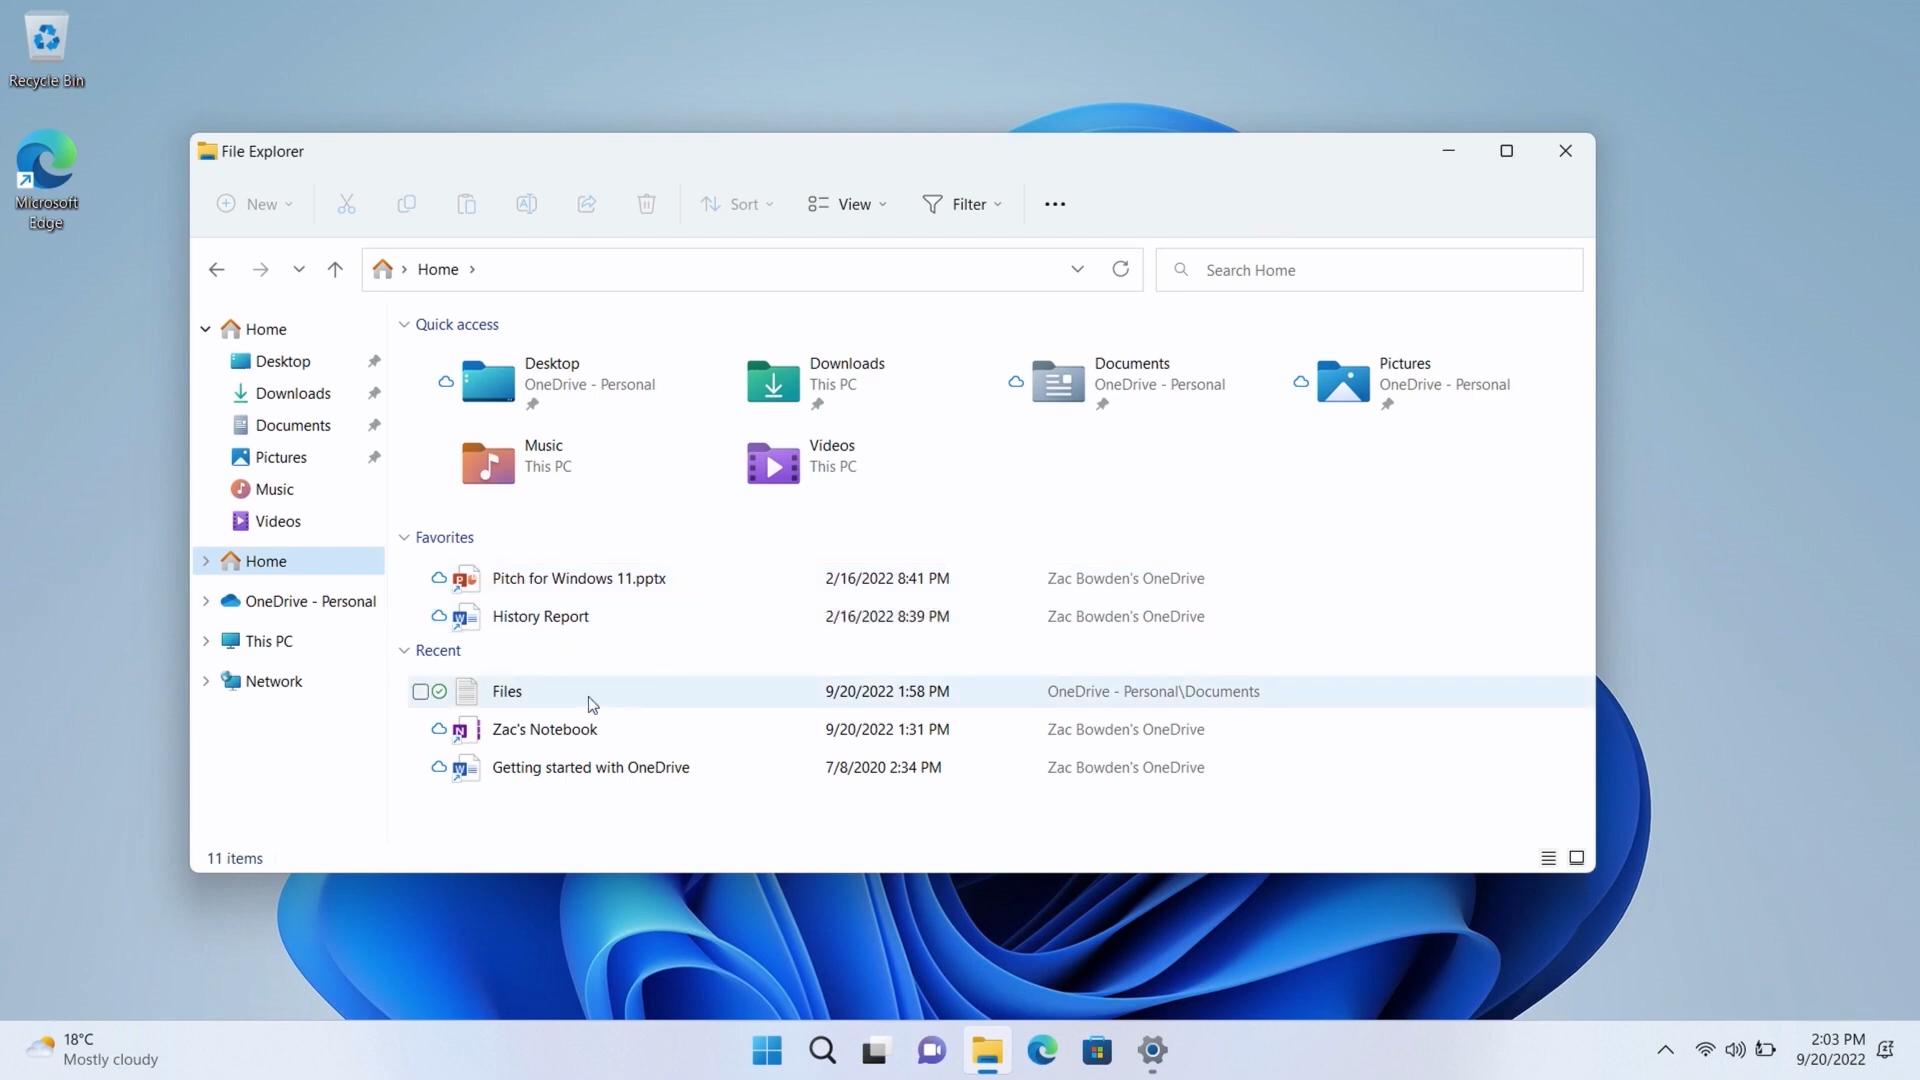 Recycle Bin
Microsoft
Edge
File Explorer
New
Sort
View
Filter
Home
Search Home
Home
Desktop
Downloads
Documents
Pictures
Music
Videos
Home
OneDrive - Personal
This PC
Network
Quick access
Desktop
OneDrive - Personal
Downloads
This PC
Documents
OneDrive - Personal
Pictures
OneDrive - Personal
Music
This PC
Videos
This PC
Favorites
Pitch for Windows 11.pptx 2/16/2022 8:41 PM Zac Bowden's OneDrive
History Report 2/16/2022 8:39 PM Zac Bowden's OneDrive
Recent
Files 9/20/2022 1:58 PM OneDrive - Personal\Documents
Zac's Notebook 9/20/2022 1:31 PM Zac Bowden's OneDrive
Getting started with OneDrive 7/8/2020 2:34 PM Zac Bowden's OneDrive
11 items
18°C
Mostly cloudy
2:03 PM
9/20/2022